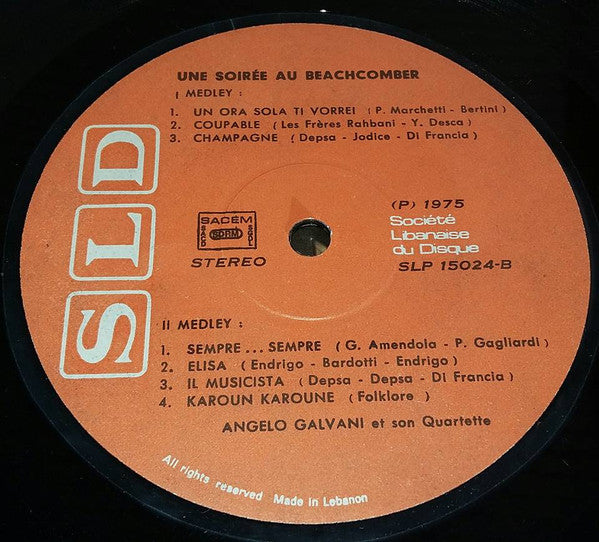 UNE SOIRÉE AU BEACHCOMBER
I MEDLEY :
1. UN ORA SOLA TI VORREI ( P. Marchetti - Bertini )
2. COUPABLE ( Les Frères Rahbani - Y. Desca )
3. CHAMPAGNE ( Depsa - Jodice - Di Francia )
SLD
SACEM
SDRM
STEREO
(P) 1975
Société
Libanaise
du Disque
SLP 15024-B
II MEDLEY :
1. SEMPRE ... SEMPRE ( G. Amendola - P. Gagliardi )
2. ELISA ( Endrigo - Bardotti - Endrigo )
3. IL MUSICISTA ( Depsa - Depsa - Di Francia )
4. KAROUN KAROUNE ( Folklore )
ANGELO GALVANI et son Quartette
All rights reserved Made in Lebanon